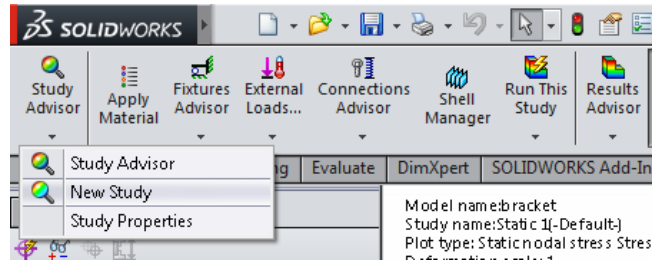 SOLIDWORKS
Study Advisor
Apply Material
Fixtures Advisor
External Loads...
Connections Advisor
Shell Manager
Run This Study
Results Advisor
Study Advisor
New Study
Study Properties
Evaluate
DimXpert
SOLIDWORKS Add-In
Model name:bracket
Study name:Static 1(-Default-)
Plot type: Static nodal stress Stres